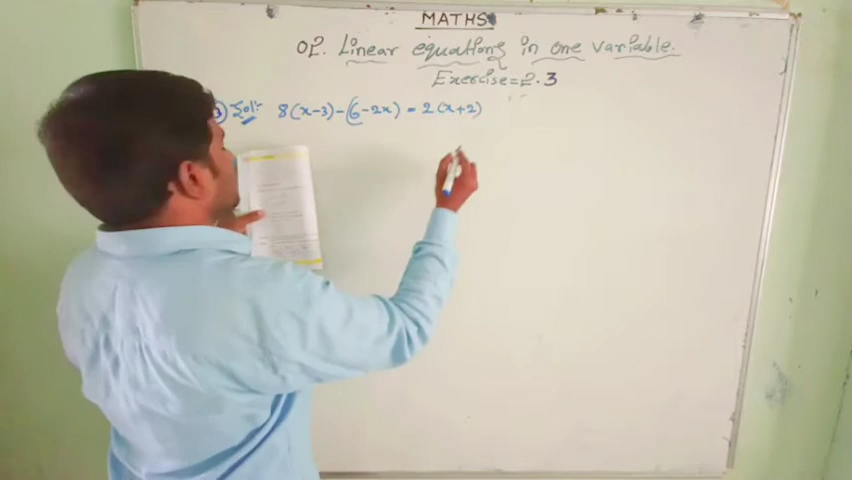 MATHS
02. Linear equations in one variable.
Exercise=2.3
3) Sol:- 8(x-3)-(6-2x) = 2(x+2)